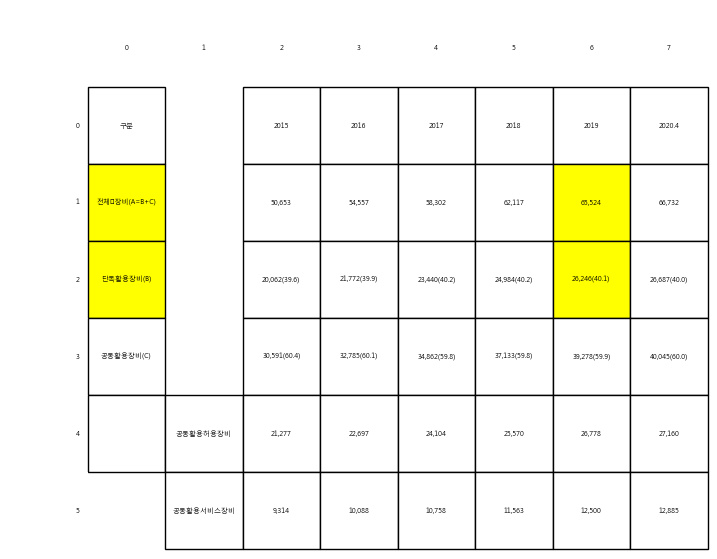 0 1 2 3 4 5 6 7
0 구분 2015 2016 2017 2018 2019 2020.4
1 전체장비(A=B+C) 50,653 54,557 58,302 62,117 65,524 66,732
2 단독활용장비(B) 20,062(39.6) 21,772(39.9) 23,440(40.2) 24,984(40.2) 26,246(40.1) 26,687(40.0)
3 공동활용장비(C) 30,591(60.4) 32,785(60.1) 34,862(59.8) 37,133(59.8) 39,278(59.9) 40,045(60.0)
4 공동활용허용장비 21,277 22,697 24,104 25,570 26,778 27,160
5 공동활용서비스장비 9,314 10,088 10,758 11,563 12,500 12,885